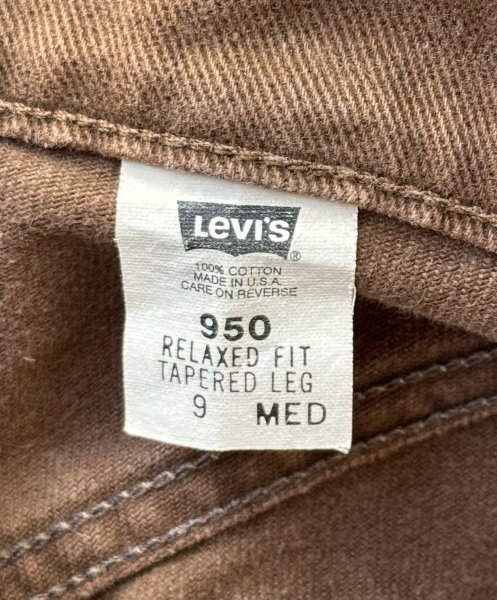 Levi's
®
100% COTTON
MADE IN U.S.A.
CARE ON REVERSE
950
RELAXED FIT
TAPERED LEG
9 MED